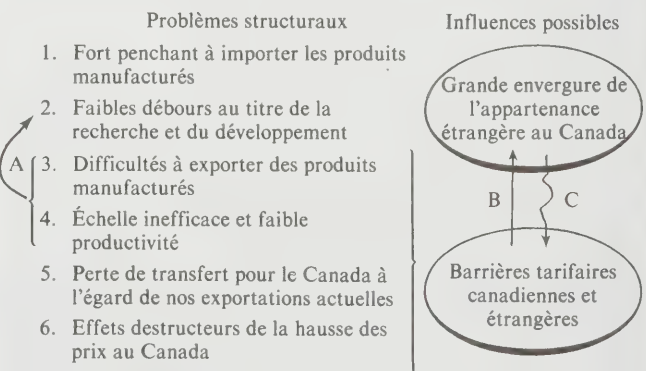 Problèmes structuraux
1. Fort penchant à importer les produits
manufacturés
2. Faibles débours au titre de la
recherche et du développement
A
3. Difficultés à exporter des produits
manufacturés
4. Échelle inefficace et faible
productivité
5. Perte de transfert pour le Canada à
l'égard de nos exportations actuelles
6. Effets destructeurs de la hausse des
prix au Canada
Influences possibles
Grande envergure de
l'appartenance
étrangère au Canada
B
C
Barrières tarifaires
canadiennes et
étrangères